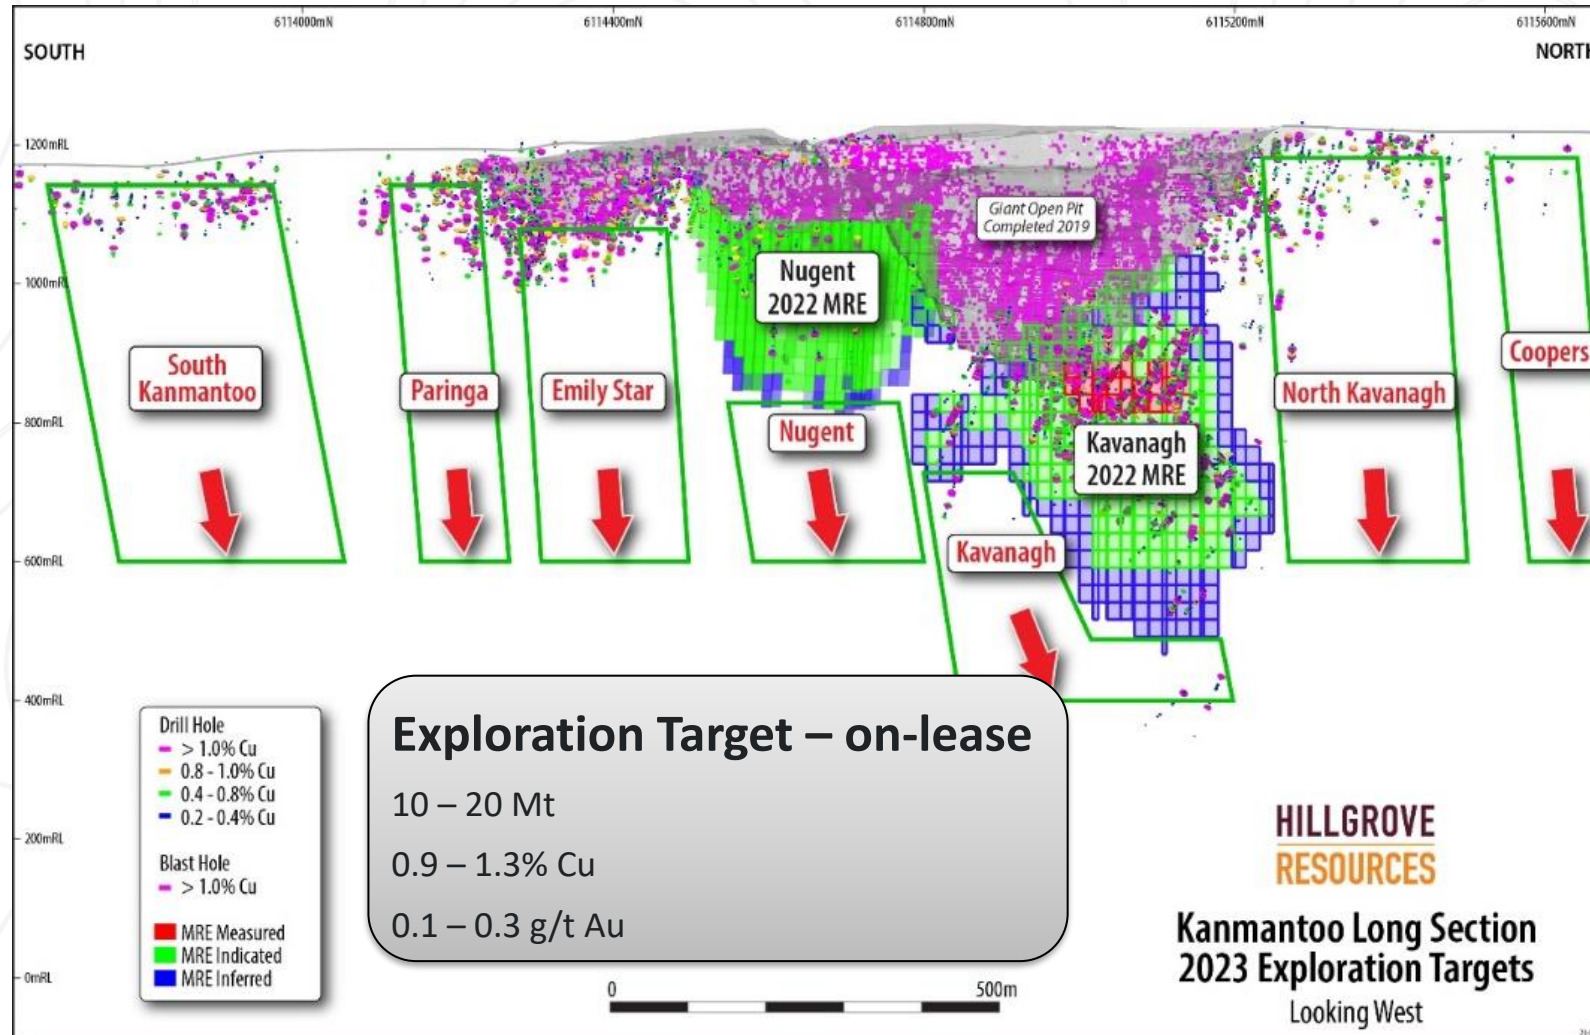 6114000mN
6114400mN
6114800mN
6115200mN
6115600mN
SOUTH
NORTH
1200mRL
1000mRL
800mRL
600mRL
400mRL
200mRL
0mRL
Giant Open Pit
Completed 2019
Nugent
2022 MRE
South
Kanmantoo
Paringa
Emily Star
Nugent
Kavanagh
2022 MRE
North Kavanagh
Coopers
Kavanagh
Drill Hole
> 1.0% Cu
0.8 - 1.0% Cu
0.4 - 0.8% Cu
0.2 - 0.4% Cu
Blast Hole
> 1.0% Cu
MRE Measured
MRE Indicated
MRE Inferred
Exploration Target – on-lease
10 – 20 Mt
0.9 – 1.3% Cu
0.1 – 0.3 g/t Au
0
500m
HILLGROVE
RESOURCES
Kanmantoo Long Section
2023 Exploration Targets
Looking West